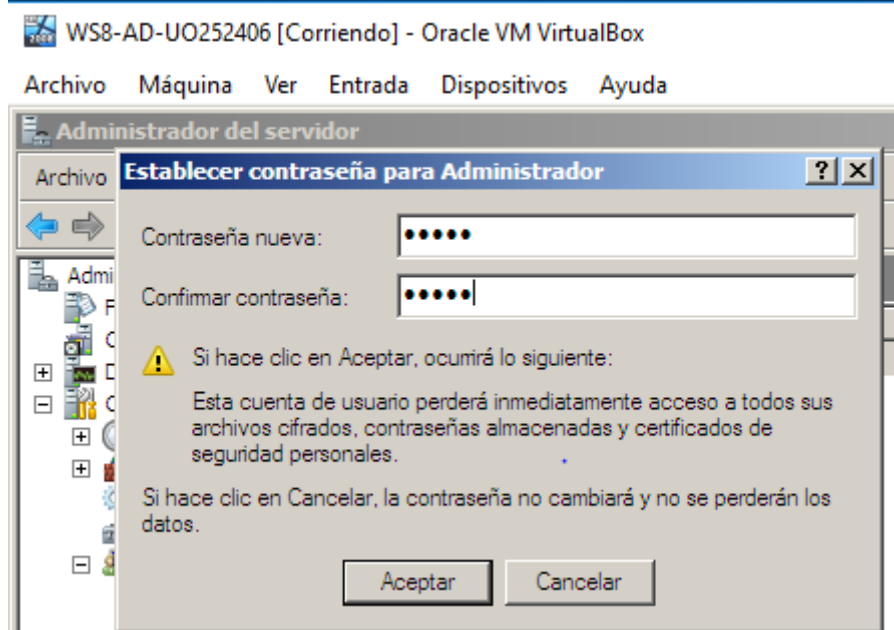 WS8-AD-UO252406 [Corriendo] - Oracle VM VirtualBox
Archivo Máquina Ver Entrada Dispositivos Ayuda
Administrador del servidor
Archivo
Establecer contraseña para Administrador
Contraseña nueva:
Confirmar contraseña:
Si hace clic en Aceptar, ocurrirá lo siguiente:
Esta cuenta de usuario perderá inmediatamente acceso a todos sus
archivos cifrados, contraseñas almacenadas y certificados de
seguridad personales.
Si hace clic en Cancelar, la contraseña no cambiará y no se perderán los
datos.
Aceptar Cancelar